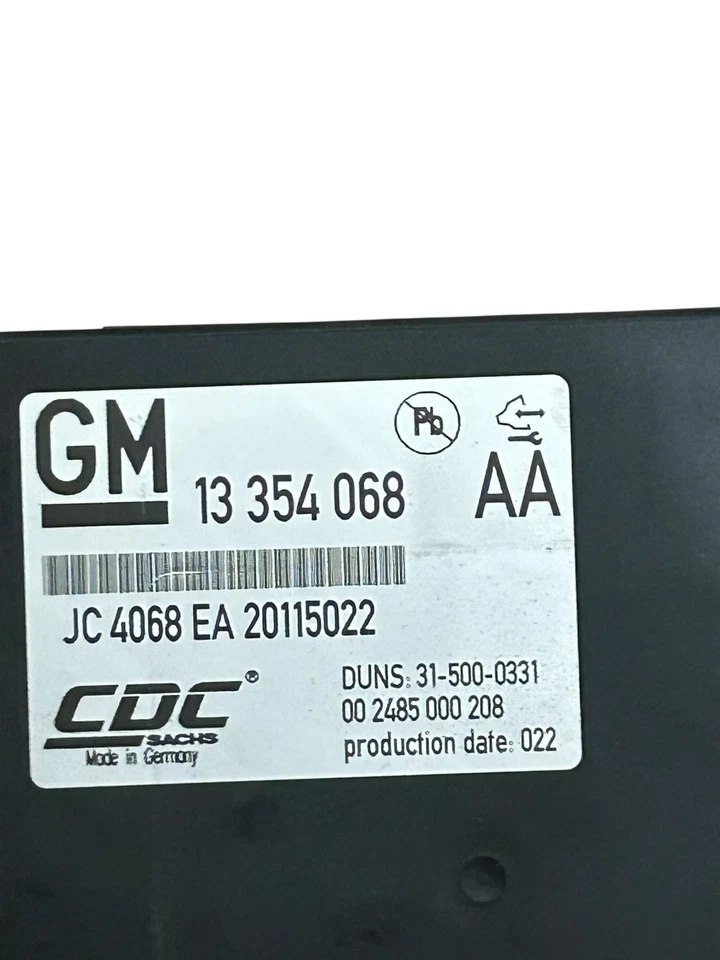 GM 13 354 068 AA
Pb
JC 4068 EA 20115022
CDC® SACHS
Made in Germany
DUNS: 31-500-0331
00 2485 000 208
production date: 022